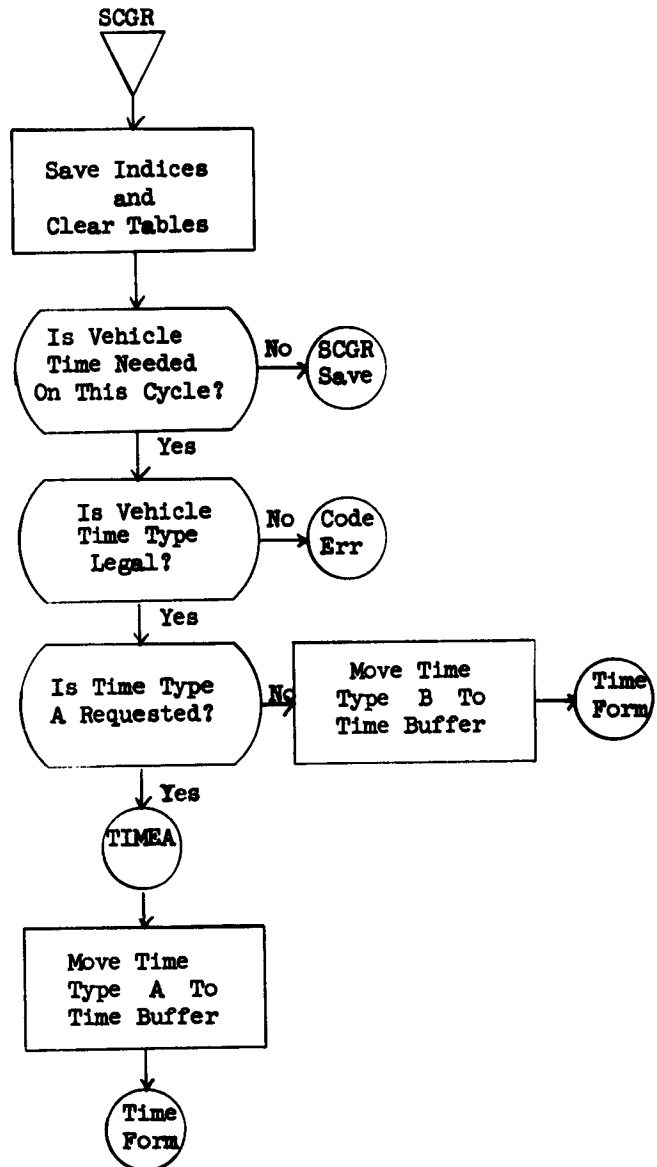 SCGR
Save Indices
and
Clear Tables
Is Vehicle
Time Needed
On This Cycle?
No
SCGR
Save
Yes
Is Vehicle
Time Type
Legal?
No
Code
Err
Yes
Is Time Type
A Requested?
No
Move Time
Type B To
Time Buffer
Time
Form
Yes
TIMEA
Move Time
Type A To
Time Buffer
Time
Form